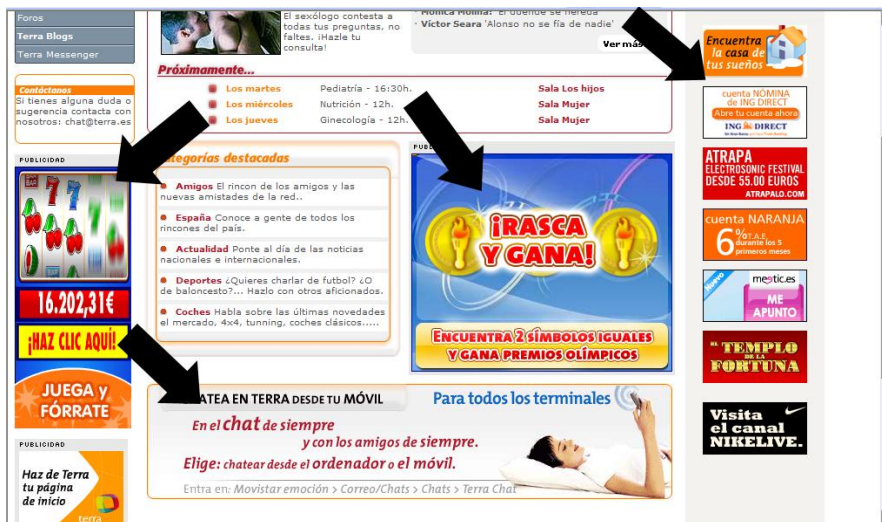 Foros
Terra Blogs
Terra Messenger
Contáctanos
Si tienes alguna duda o
sugerencia contacta con
nosotros: chat@terra.es
PUBLICIDAD
16.202,31€
¡HAZ CLIC AQUÍ!
JUEGA y
FÓRRATE
PUBLICIDAD
Haz de Terra
tu página
de inicio
terra
El sexólogo contesta a
todas tus preguntas, no
faltes. ¡Hazle tu
consulta!
Mónica Molina: 'El duende se hereda'
Víctor Seara 'Alonso no se fía de nadie'
Ver más
Próximamente...
Los martes Pediatría - 16:30h. Sala Los hijos
Los miércoles Nutrición - 12h. Sala Mujer
Los jueves Ginecología - 12h. Sala Mujer
categorías destacadas
Amigos El rincon de los amigos y las
nuevas amistades de la red..
España Conoce a gente de todos los
rincones del país.
Actualidad Ponte al día de las noticias
nacionales e internacionales.
Deportes ¿Quieres charlar de futbol? ¿O
de baloncesto?... Hazlo con otros aficionados.
Coches Habla sobre las últimas novedades
el mercado, 4x4, tunning, coches clásicos.....
¡RASCA
Y GANA!
ENCUENTRA 2 SÍMBOLOS IGUALES
Y GANA PREMIOS OLÍMPICOS
ATEA EN TERRA DESDE TU MÓVIL
Para todos los terminales
En el chat de siempre
y con los amigos de siempre.
Elige: chatear desde el ordenador o el móvil.
Entra en: Movistar emoción > Correo/Chats > Chats > Terra Chat
Encuentra
la casa de
tus sueños
cuenta NÓMINA
de ING DIRECT
Abre tu cuenta ahora
ING DIRECT
ATRAPA
ELECTROSONIC FESTIVAL
DESDE 55.00 EUROS
ATRAPALO.COM
cuenta NARANJA
6% T.A.E.
durante los 5
primeros meses
Nuevo
meetic.es
ME
APUNTO
EL TEMPLO
DE LA
FORTUNA
Visita
el canal
NIKELIVE.